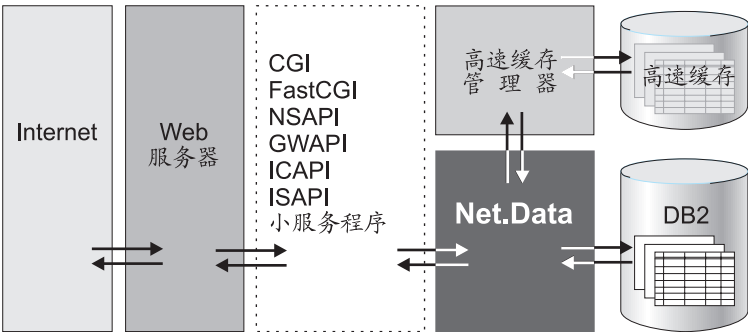 Internet
Web
服务器
CGI
FastCGI
NSAPI
GWAPI
ICAPI
ISAPI
小服务程序
高速缓存
管理器
高速缓存
Net.Data
DB2